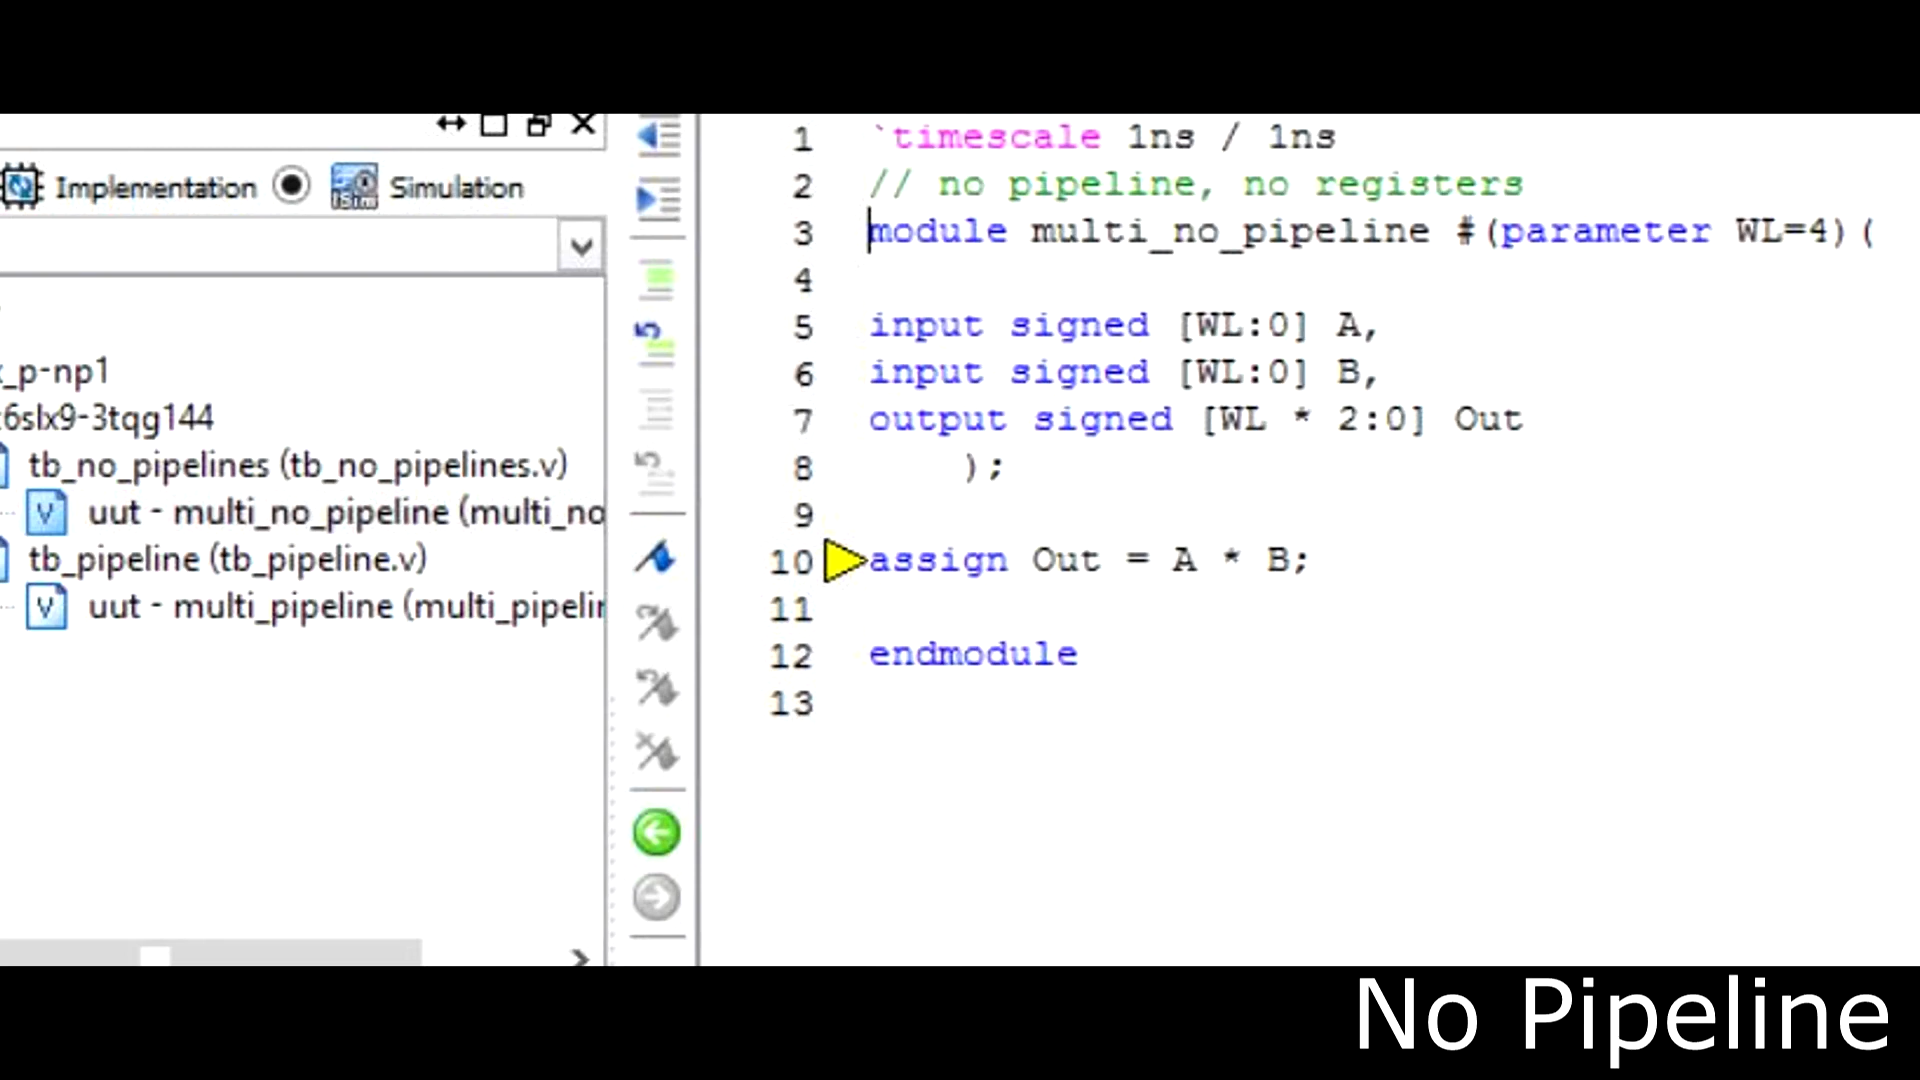 Implementation Simulation
_p-np1
6slx9-3tqg144
tb_no_pipelines (tb_no_pipelines.v)
uut - multi_no_pipeline (multi_no
tb_pipeline (tb_pipeline.v)
uut - multi_pipeline (multi_pipelin
1 `timescale 1ns / 1ns
2 // no pipeline, no registers
3 module multi_no_pipeline #(parameter WL=4)(
4
5 input signed [WL:0] A,
6 input signed [WL:0] B,
7 output signed [WL * 2:0] Out
8 );
9
10 assign Out = A * B;
11
12 endmodule
13
No Pipeline